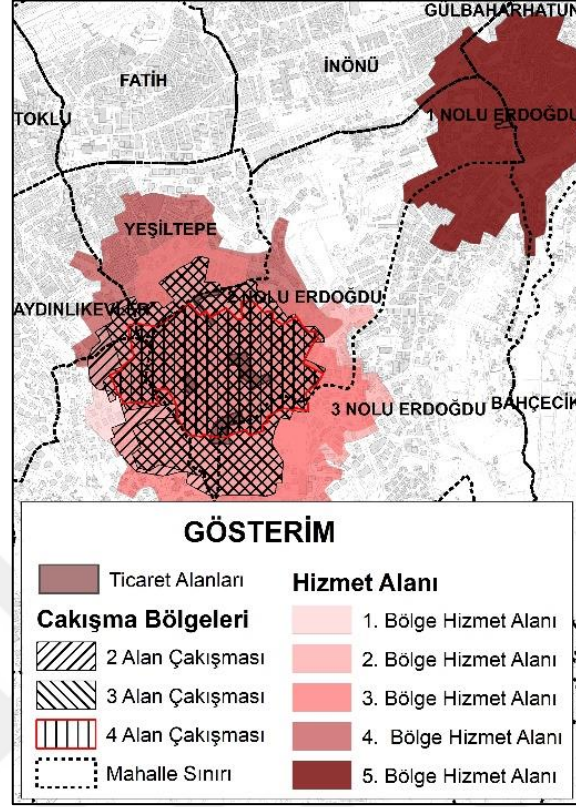 GÜLBAHARHATUN
FATİH
İNÖNÜ
TOKLU
1 NOLU ERDOĞDU
YEŞİLTEPE
AYDINLIKEVLER
2 NOLU ERDOĞDU
3 NOLU ERDOĞDU
BAHÇECİK
GÖSTERİM
Ticaret Alanları
Hizmet Alanı
Cakışma Bölgeleri
1. Bölge Hizmet Alanı
2 Alan Çakışması
2. Bölge Hizmet Alanı
3 Alan Çakışması
3. Bölge Hizmet Alanı
4 Alan Çakışması
4. Bölge Hizmet Alanı
Mahalle Sınırı
5. Bölge Hizmet Alanı